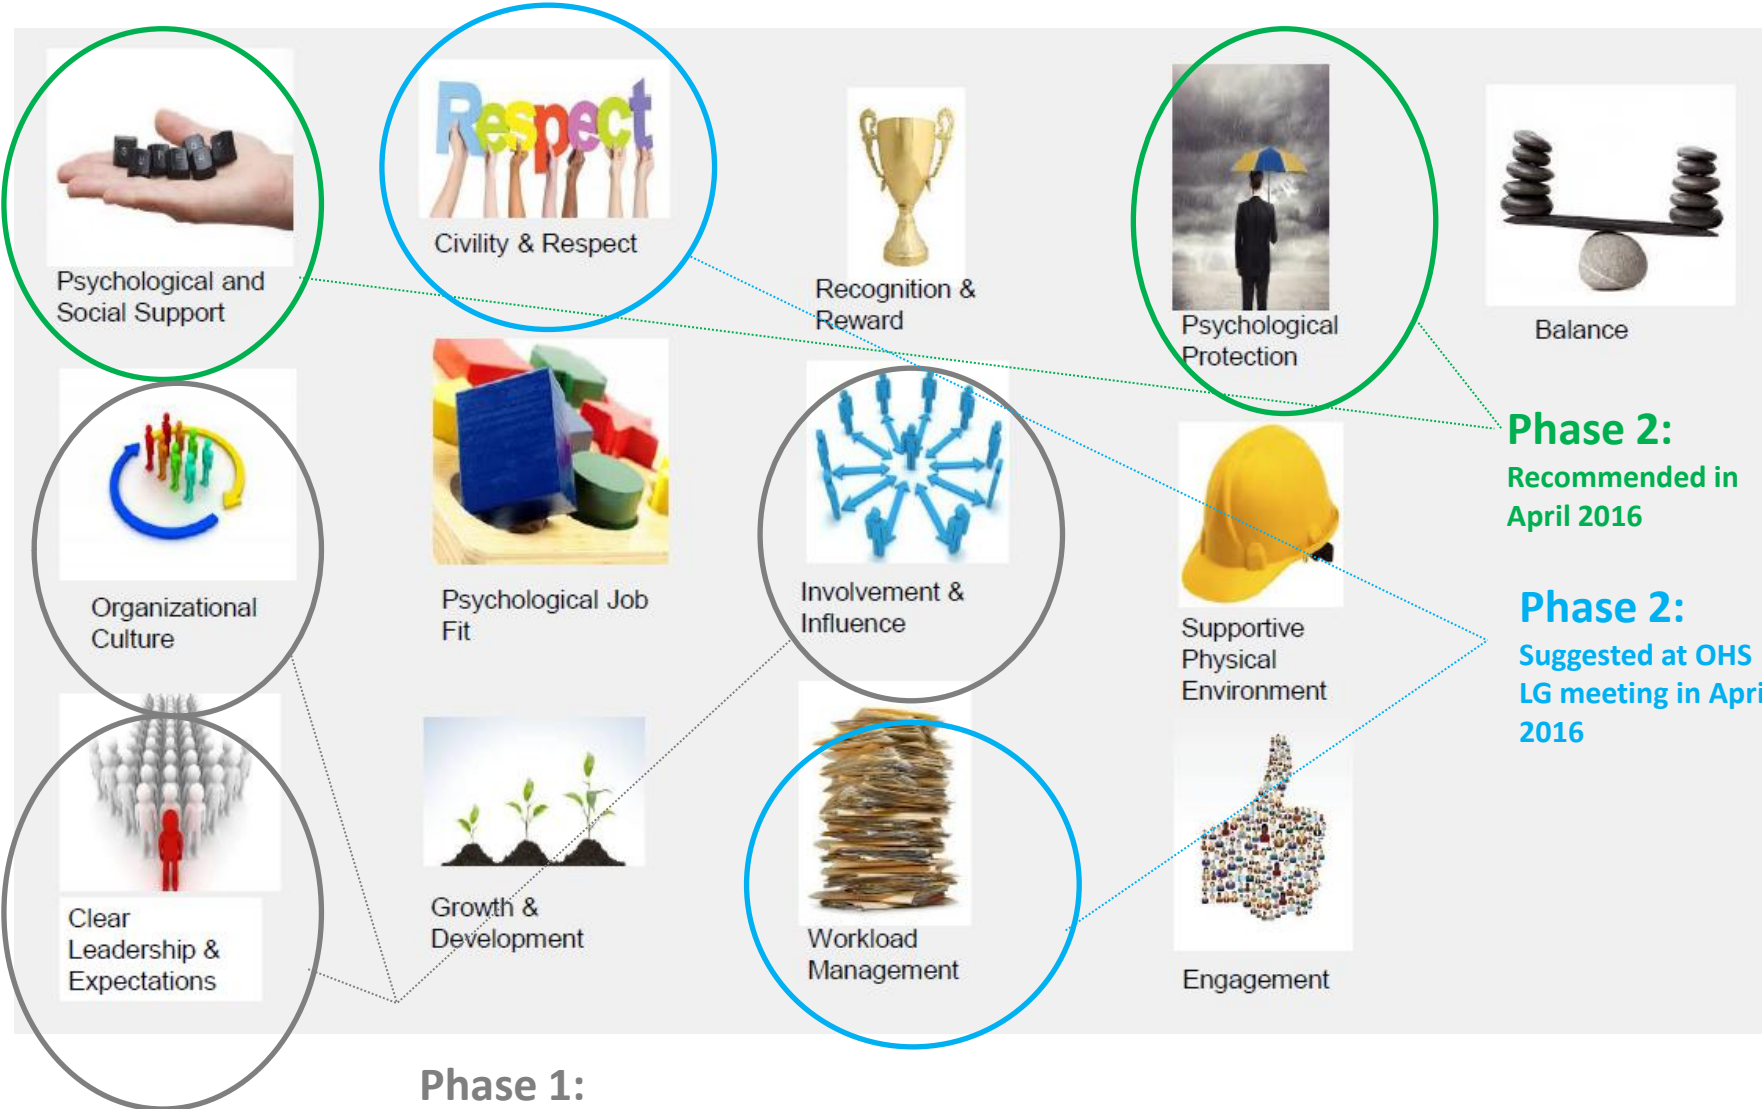 Respect
Civility & Respect
Psychological and
Social Support
Recognition &
Reward
Psychological
Protection
Balance
Phase 2:
Recommended in
April 2016
Organizational
Culture
Psychological Job
Fit
Involvement &
Influence
Supportive
Physical
Environment
Phase 2:
Suggested at OHS
LG meeting in Apri
2016
Clear
Leadership &
Expectations
Growth &
Development
Workload
Management
Engagement
Phase 1: